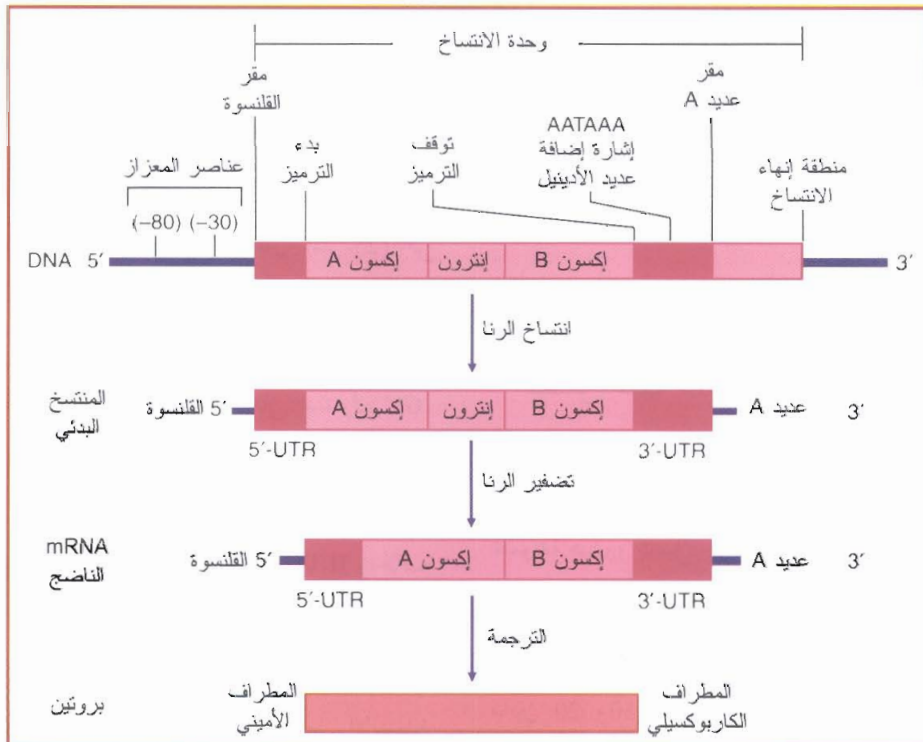 وحدة الانتساخ
مقر
القلنسوة
مقر
عديد A
عناصر المعزاز
(-80) (-30)
بدء
الترميز
توقف
الترميز
AATAAA
إشارة إضافة
عديد الأدينيل
منطقة إنهاء
الانتساخ
DNA 5′
إكسون A
إنترون
إكسون B
3′
انتساخ الرنا
المنتسخ
البدئي
القلنسوة 5′
إكسون A
إنترون
إكسون B
عديد A
3′
5′-UTR
3′-UTR
تضفير الرنا
mRNA
الناضج
القلنسوة 5′
إكسون A
إكسون B
عديد A
3′
5′-UTR
3′-UTR
الترجمة
بروتين
المطراف
الأميني
المطراف
الكاربوكسيلي